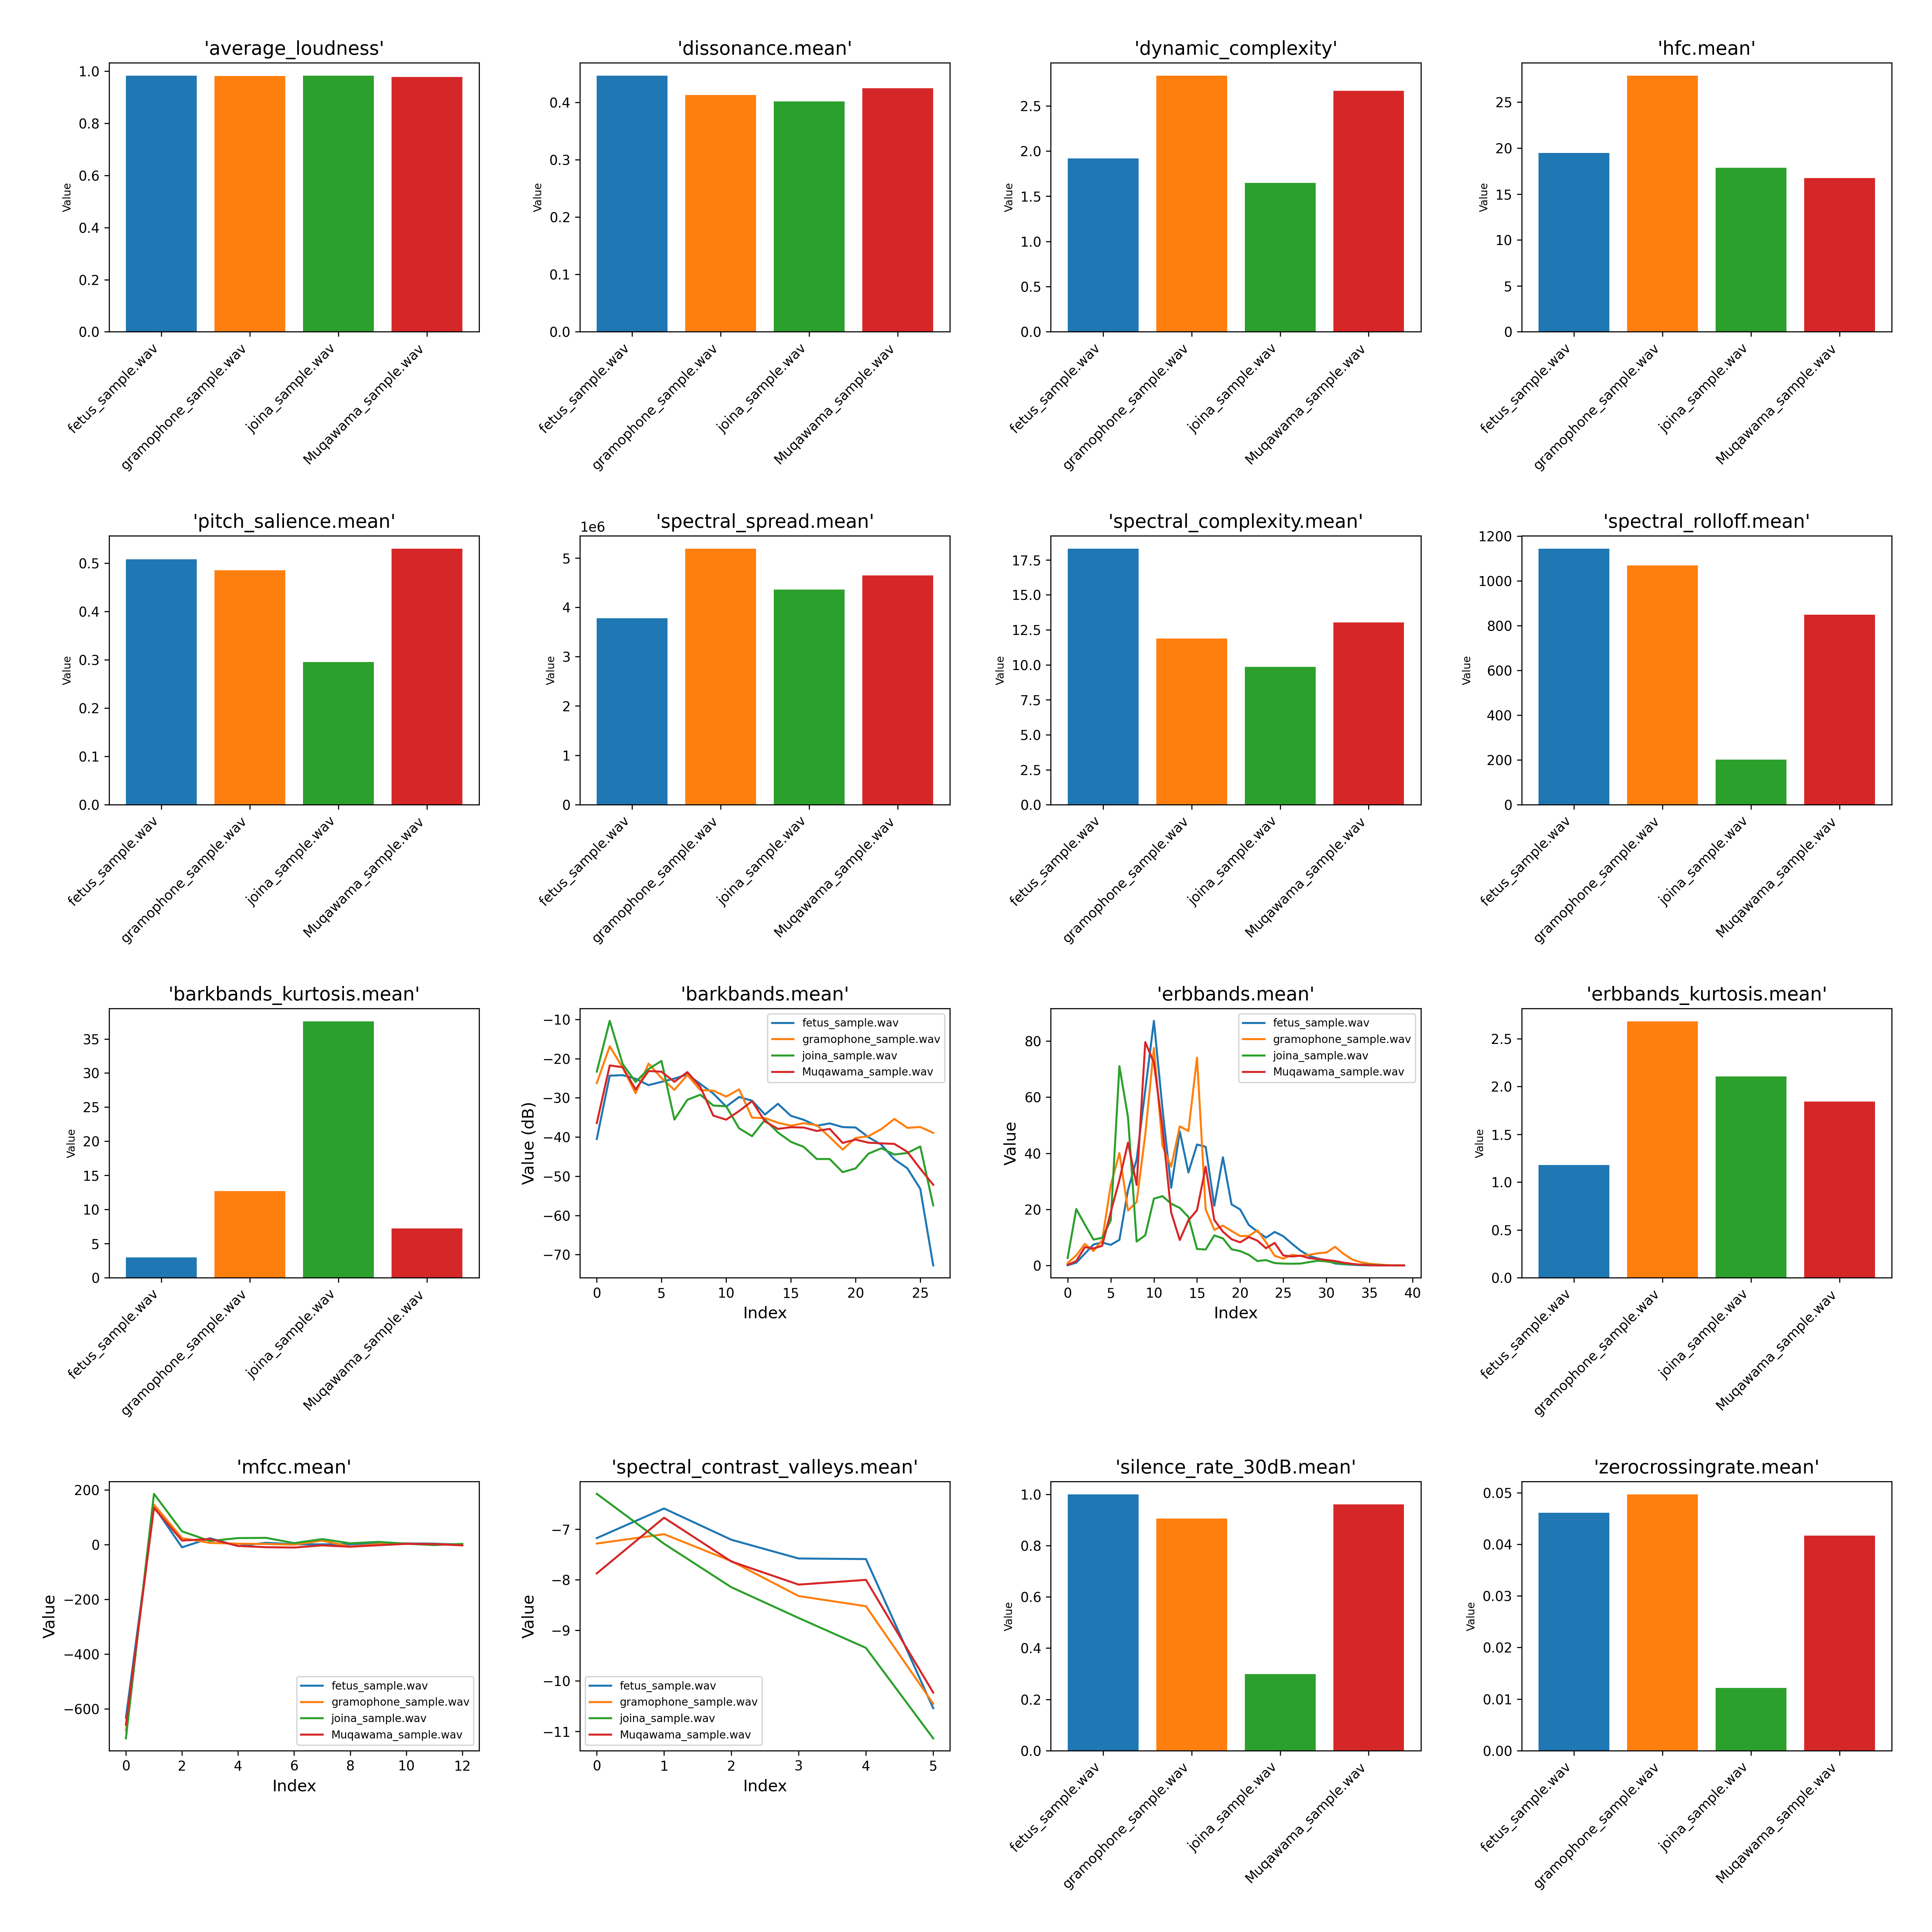 'average_loudness'
Value
1.0
0.8
0.6
0.4
0.2
0.0
fetus_sample.wav
gramophone_sample.wav
joina_sample.wav
Muqawama_sample.wav
'dissonance.mean'
Value
0.4
0.3
0.2
0.1
0.0
fetus_sample.wav
gramophone_sample.wav
joina_sample.wav
Muqawama_sample.wav
'dynamic_complexity'
Value
2.5
2.0
1.5
1.0
0.5
0.0
fetus_sample.wav
gramophone_sample.wav
joina_sample.wav
Muqawama_sample.wav
'hfc.mean'
Value
25
20
15
10
5
0
fetus_sample.wav
gramophone_sample.wav
joina_sample.wav
Muqawama_sample.wav
'pitch_salience.mean'
Value
0.5
0.4
0.3
0.2
0.1
0.0
fetus_sample.wav
gramophone_sample.wav
joina_sample.wav
Muqawama_sample.wav
'spectral_spread.mean'
1e6
Value
5
4
3
2
1
0
fetus_sample.wav
gramophone_sample.wav
joina_sample.wav
Muqawama_sample.wav
'spectral_complexity.mean'
Value
17.5
15.0
12.5
10.0
7.5
5.0
2.5
0.0
fetus_sample.wav
gramophone_sample.wav
joina_sample.wav
Muqawama_sample.wav
'spectral_rolloff.mean'
Value
1200
1000
800
600
400
200
0
fetus_sample.wav
gramophone_sample.wav
joina_sample.wav
Muqawama_sample.wav
'barkbands_kurtosis.mean'
Value
35
30
25
20
15
10
5
0
fetus_sample.wav
gramophone_sample.wav
joina_sample.wav
Muqawama_sample.wav
'barkbands.mean'
Value (dB)
−10
−20
−30
−40
−50
−60
−70
fetus_sample.wav
gramophone_sample.wav
joina_sample.wav
Muqawama_sample.wav
0 5 10 15 20 25
Index
'erbbands.mean'
Value
80
60
40
20
0
fetus_sample.wav
gramophone_sample.wav
joina_sample.wav
Muqawama_sample.wav
0 5 10 15 20 25 30 35 40
Index
'erbbands_kurtosis.mean'
Value
2.5
2.0
1.5
1.0
0.5
0.0
fetus_sample.wav
gramophone_sample.wav
joina_sample.wav
Muqawama_sample.wav
'mfcc.mean'
Value
200
0
−200
−400
−600
fetus_sample.wav
gramophone_sample.wav
joina_sample.wav
Muqawama_sample.wav
0 2 4 6 8 10 12
Index
'spectral_contrast_valleys.mean'
Value
−7
−8
−9
−10
−11
fetus_sample.wav
gramophone_sample.wav
joina_sample.wav
Muqawama_sample.wav
0 1 2 3 4 5
Index
'silence_rate_30dB.mean'
Value
1.0
0.8
0.6
0.4
0.2
0.0
fetus_sample.wav
gramophone_sample.wav
joina_sample.wav
Muqawama_sample.wav
'zerocrossingrate.mean'
Value
0.05
0.04
0.03
0.02
0.01
0.00
fetus_sample.wav
gramophone_sample.wav
joina_sample.wav
Muqawama_sample.wav